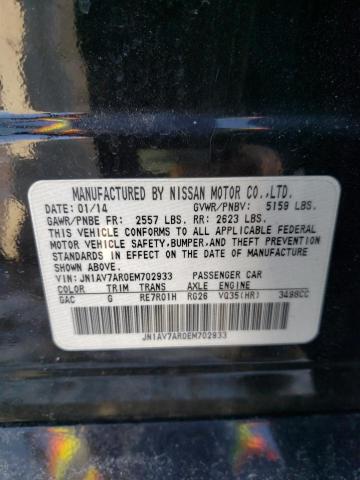 MANUFACTURED BY NISSAN MOTOR CO.,LTD.
DATE: 01/14 GVWR/PNBV: 5159 LBS.
GAWR/PNBE FR: 2557 LBS. RR: 2623 LBS.
THIS VEHICLE CONFORMS TO ALL APPLICABLE FEDERAL
MOTOR VEHICLE SAFETY,BUMPER,AND THEFT PREVENTION
STANDARDS IN EFFECT ON THE DATE OF MANUFACTURE
SHOWN ABOVE.
VIN: JN1AV7AR0EM702933 PASSENGER CAR
COLOR TRIM TRANS AXLE ENGINE
GAC G RE7R01H RG26 VQ35(HR) 3498CC
JN1AV7AR0EM702933